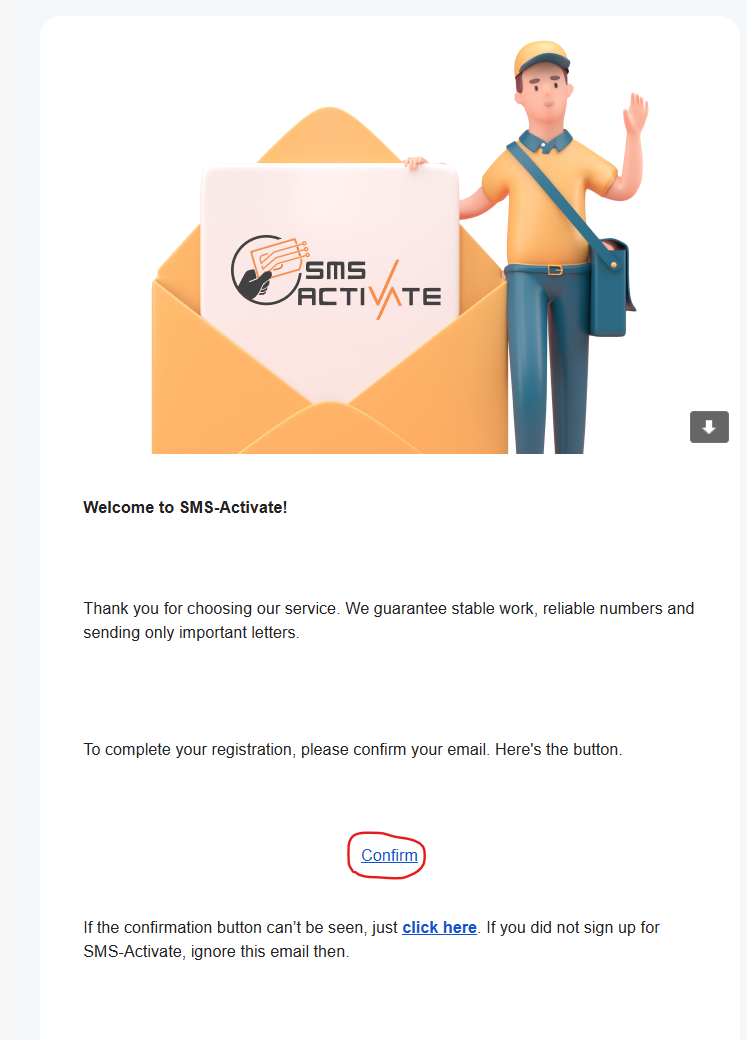 SMS
ACTIVATE
Welcome to SMS-Activate!
Thank you for choosing our service. We guarantee stable work, reliable numbers and
sending only important letters.
To complete your registration, please confirm your email. Here's the button.
Confirm
If the confirmation button can’t be seen, just click here. If you did not sign up for
SMS-Activate, ignore this email then.